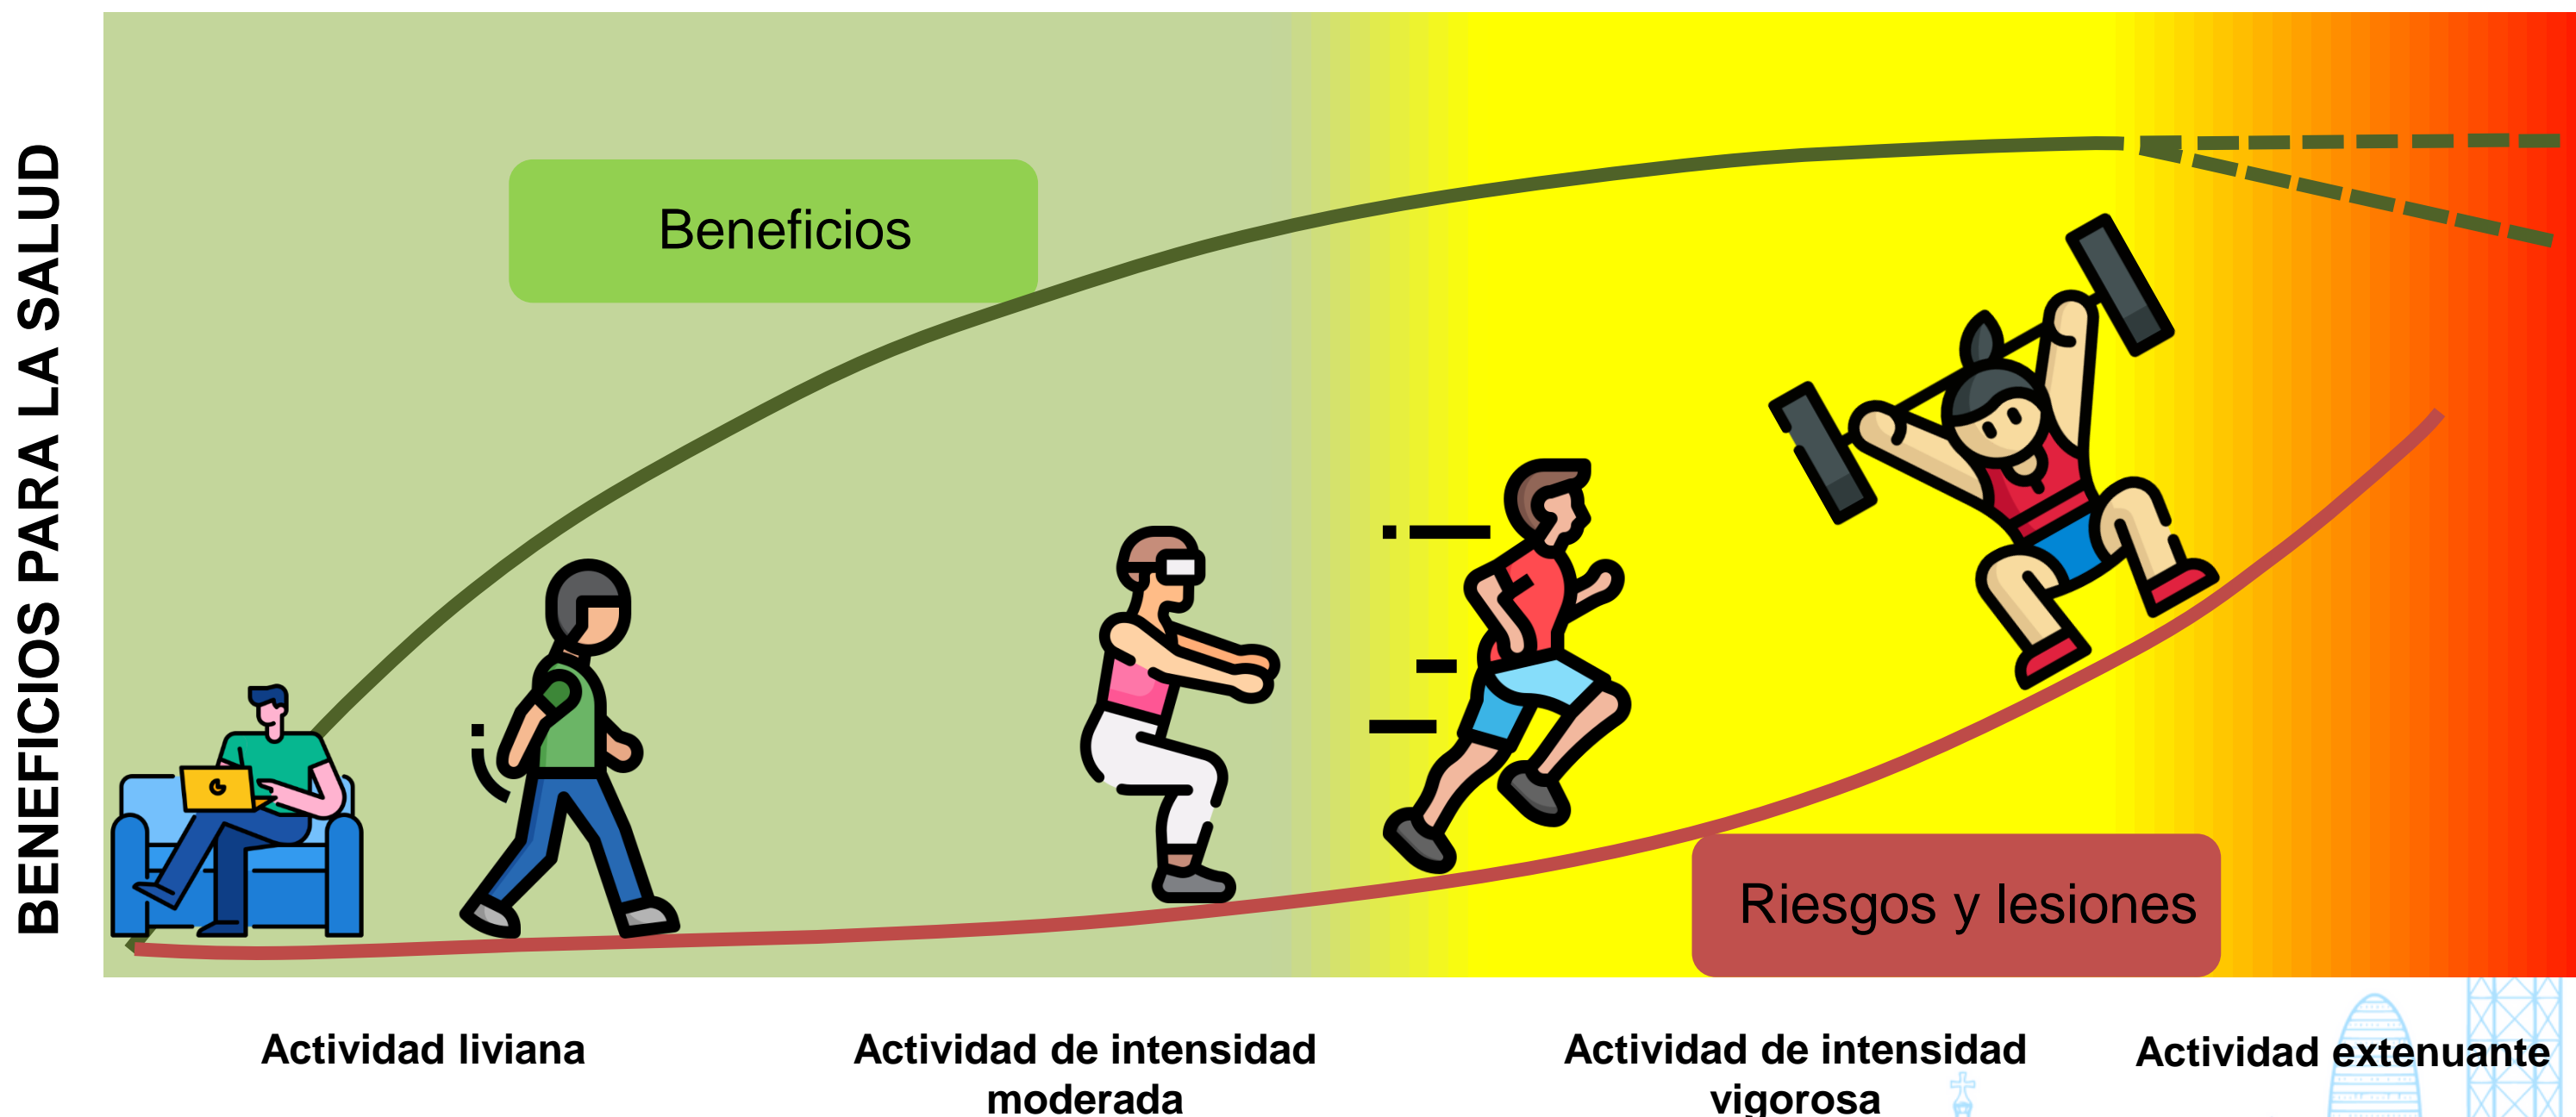 BENEFICIOS PARA LA SALUD
Beneficios
Riesgos y lesiones
Actividad liviana
Actividad de intensidad
moderada
Actividad de intensidad
vigorosa
Actividad extenuante